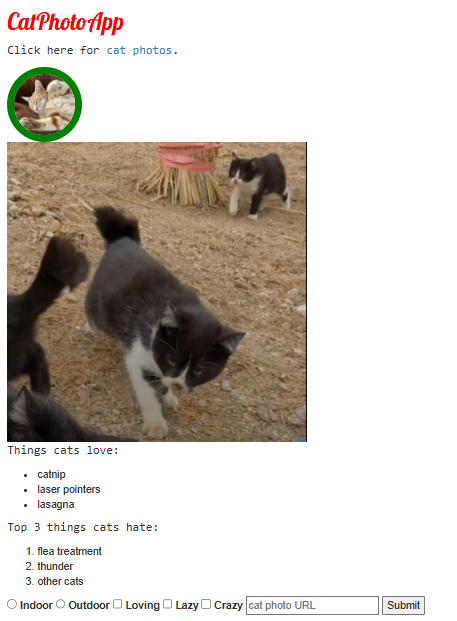 CatPhotoApp
Click here for cat photos.
Things cats love:
• catnip
• laser pointers
• lasagna
Top 3 things cats hate:
1. flea treatment
2. thunder
3. other cats
Indoor Outdoor Loving Lazy Crazy cat photo URL Submit